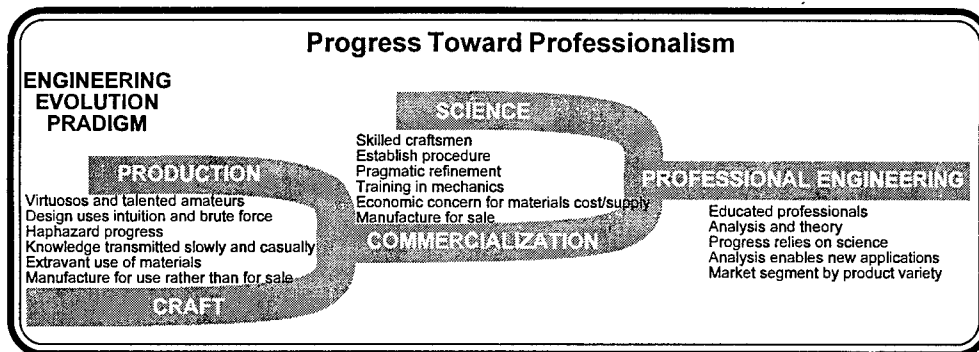 Progress Toward Professionalism
ENGINEERING
EVOLUTION
PRADIGM
PRODUCTION
Virtuosos and talented amateurs
Design uses intuition and brute force
Haphazard progress
Knowledge transmitted slowly and casually
Extravant use of materials
Manufacture for use rather than for sale
CRAFT
SCIENCE
Skilled craftsmen
Establish procedure
Pragmatic refinement
Training in mechanics
Economic concern for materials cost/supply
Manufacture for sale
COMMERCIALIZATION
PROFESSIONAL ENGINEERING
Educated professionals
Analysis and theory
Progress relies on science
Analysis enables new applications
Market segment by product variety